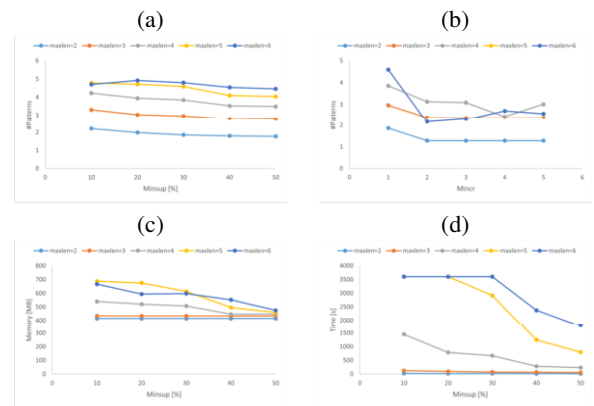 (a) (b)
maxlen=2 maxlen=3 maxlen=4 maxlen=5 maxlen=6 maxlen=2 maxlen=3 maxlen=4 maxlen=5 maxlen=6
6 5 4 3 2 1 0
#Patterns
10 20 30 40 50
Minsup [%]
5 4 3 2 1 0
#Patterns
0 1 2 3 4 5 6
Mincr
(c) (d)
maxlen=2 maxlen=3 maxlen=4 maxlen=5 maxlen=6 maxlen=2 maxlen=3 maxlen=4 maxlen=5 maxlen=6
800 700 600 500 400 300 200 100 0
Memory [MB]
10 20 30 40 50
Minsup [%]
4000 3500 3000 2500 2000 1500 1000 500 0
Time [s]
0 10 20 30 40 50
Minsup [%]